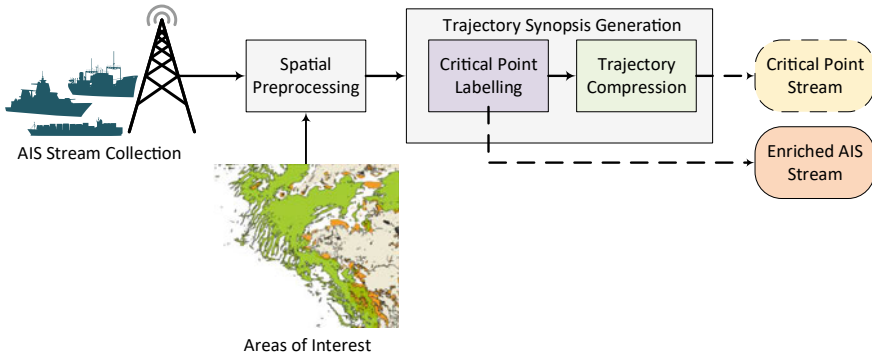 Trajectory Synopsis Generation
Spatial
Preprocessing
Critical Point
Labelling
Trajectory
Compression
Critical Point
Stream
AIS Stream Collection
Enriched AIS
Stream
Areas of Interest